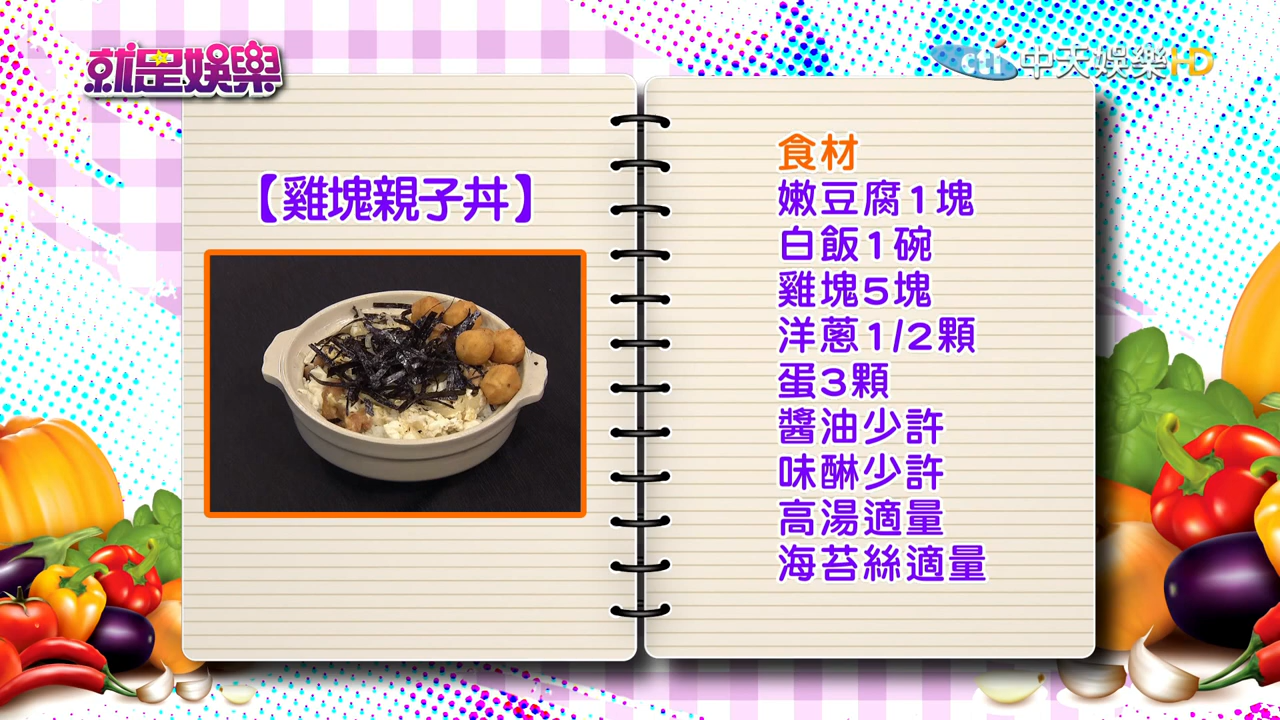 就是娛樂
cti 中天娛樂HD
【雞塊親子丼】
食材
嫩豆腐1塊
白飯1碗
雞塊5塊
洋蔥1/2顆
蛋3顆
醬油少許
味醂少許
高湯適量
海苔絲適量